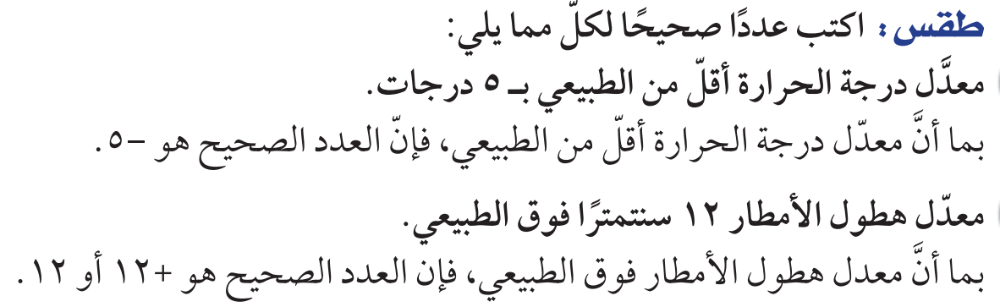 طقس: اكتب عددًا صحيحًا لكلّ مما يلي:
معدَّل درجة الحرارة أقلّ من الطبيعي بـ ٥ درجات.
بما أنَّ معدّل درجة الحرارة أقلّ من الطبيعي، فإنّ العدد الصحيح هو −٥.
معدّل هطول الأمطار ١٢ سنتمترًا فوق الطبيعي.
بما أنَّ معدل هطول الأمطار فوق الطبيعي، فإن العدد الصحيح هو +١٢ أو ١٢.